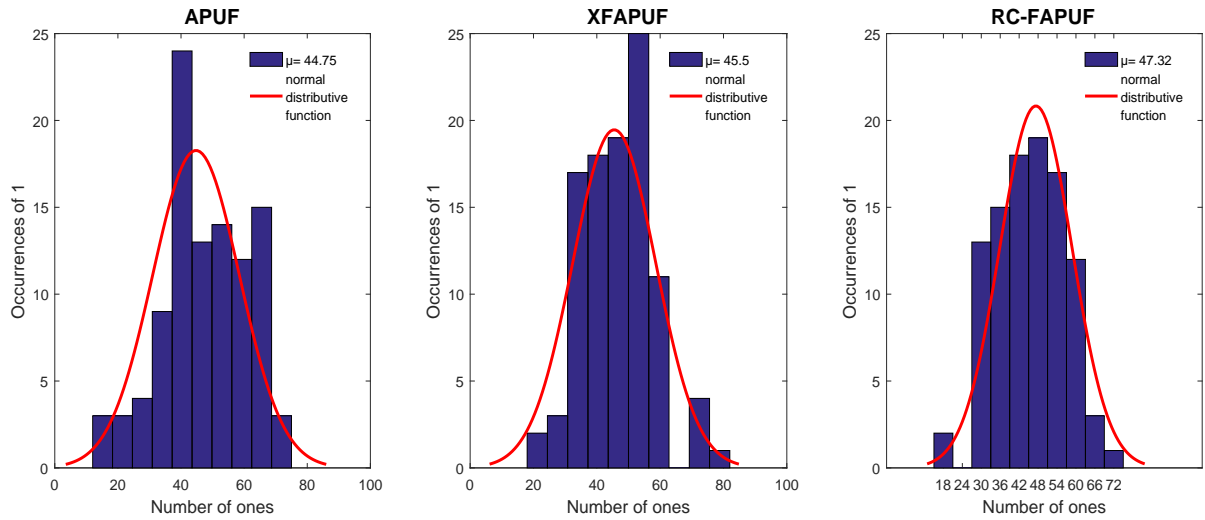 APUF
25
20
15
10
5
0
0 20 40 60 80 100
Occurrences of 1
Number of ones
μ= 44.75
normal
distributive
function
XFAPUF
25
20
15
10
5
0
0 20 40 60 80 100
Occurrences of 1
Number of ones
μ= 45.5
normal
distributive
function
RC-FAPUF
25
20
15
10
5
0
18 24 30 36 42 48 54 60 66 72
Occurrences of 1
Number of ones
μ= 47.32
normal
distributive
function